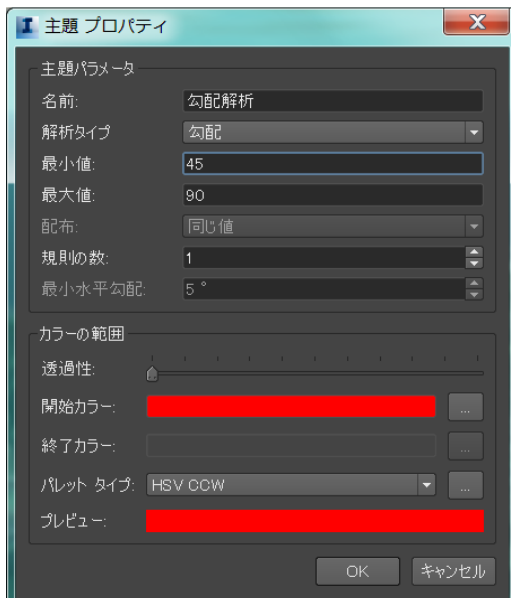 主題 プロパティ
主題パラメータ
名前: 勾配解析
解析タイプ 勾配
最小値: 45
最大値: 90
配布: 同じ値
規則の数: 1
最小水平勾配: 5 °
カラーの範囲
透過性:
開始カラー: ...
終了カラー: ...
パレット タイプ: HSV CCW ...
プレビュー:
OK キャンセル